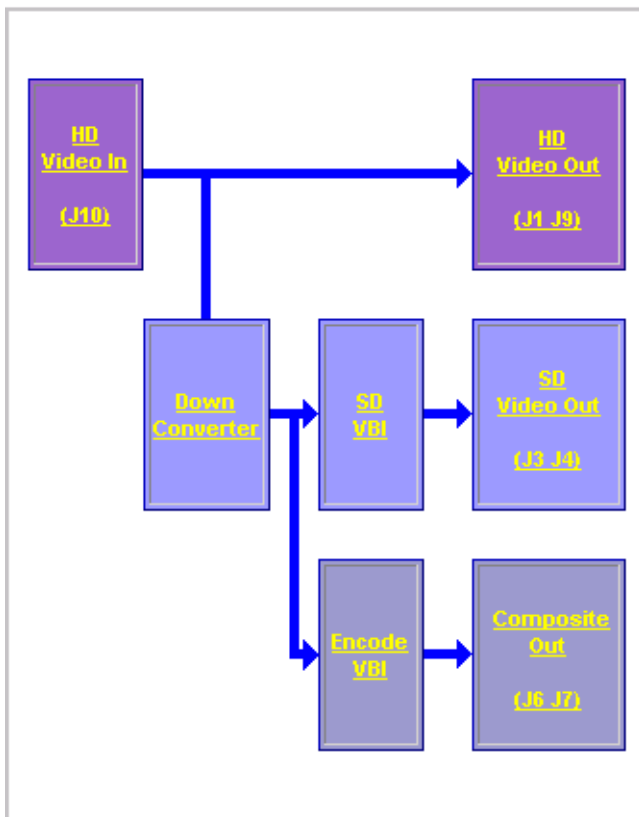 HD
Video In
(J10)
HD
Video Out
(J1 J9)
Down
Converter
SD
VBI
SD
Video Out
(J3 J4)
Encode
VBI
Composite
Out
(J6 J7)